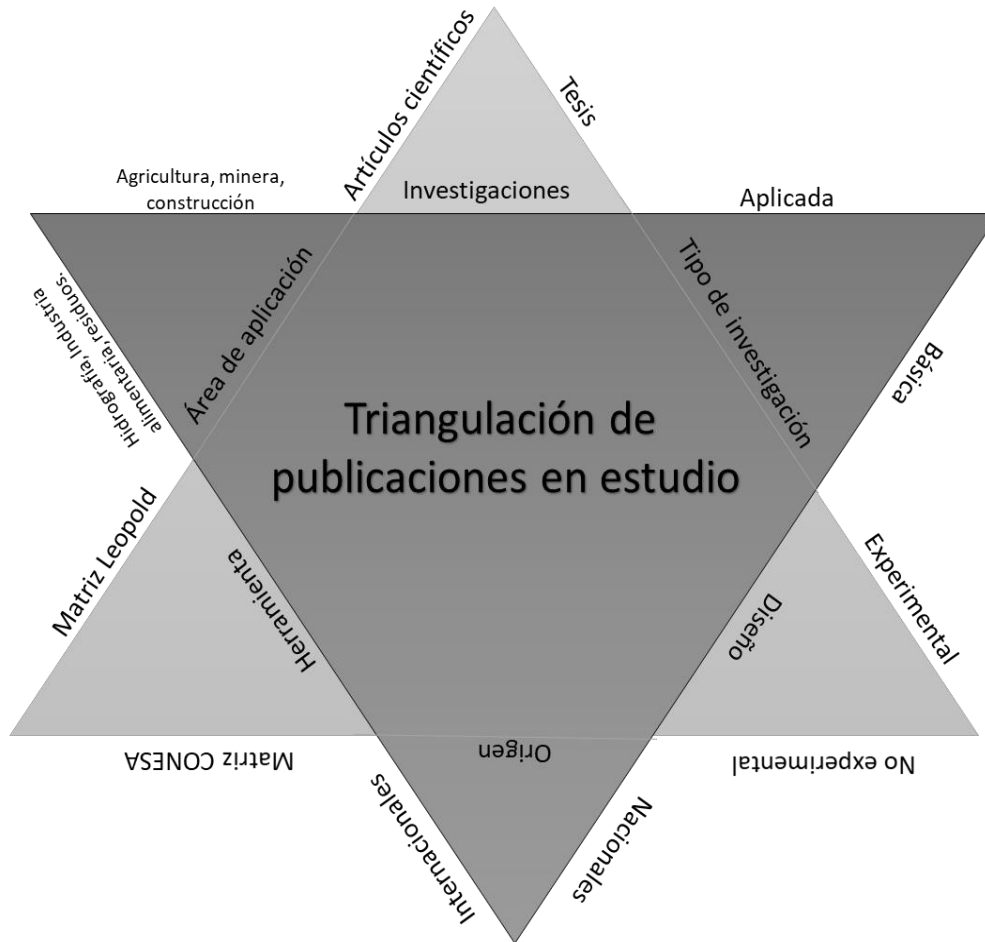 Artículos científicos
Tesis
Agricultura, minera,
construcción
Investigaciones
Aplicada
Hidrografía, Industria
alimentaria, residuos.
Área de aplicación
Tipo de investigación
Básica
Triangulación de
publicaciones en estudio
Matriz Leopold
Herramienta
Diseño
Experimental
Matriz CONESA
Origen
No experimental
Internacionales
Nacionales